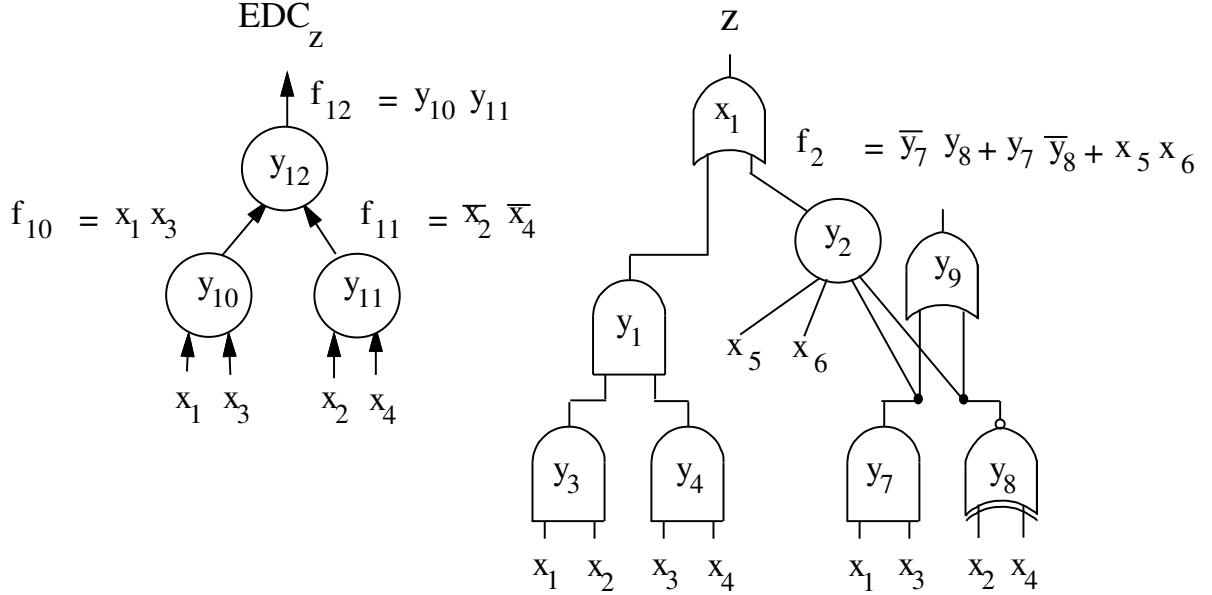 EDC_z
f_12 = y_10 y_11
y_12
f_10 = x_1 x_3
f_11 = x̅_2 x̅_4
y_10
y_11
x_1 x_3 x_2 x_4
z
x_1
f_2 = y̅_7 y_8 + y_7 y̅_8 + x_5 x_6
y_2
y_9
y_1
x_5 x_6
y_3 y_4 y_7 y_8
x_1 x_2 x_3 x_4 x_1 x_3 x_2 x_4